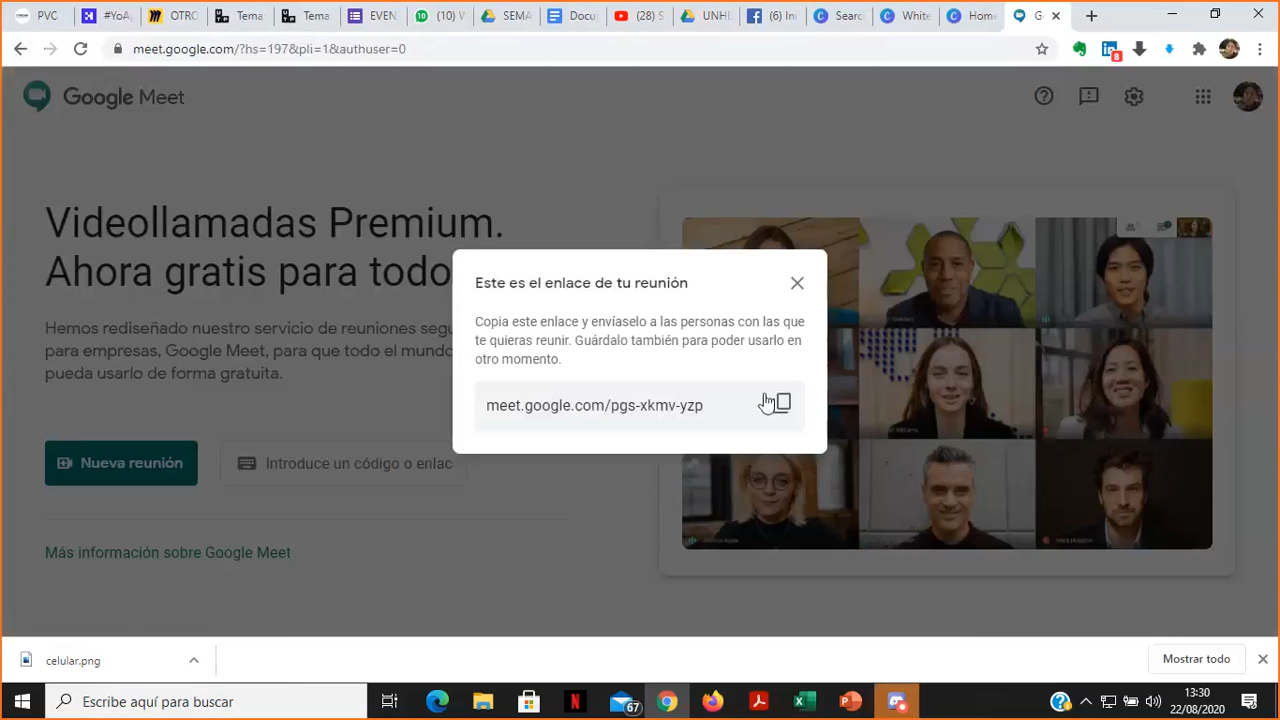 PVC
#YoA
OTRO
Tema
Tema
EVEN
(10) V
SEMA
Docu
(28) S
UNHE
(6) In
Searc
White
Home
G
meet.google.com/?hs=197&pli=1&authuser=0
8
Google Meet
Videollamadas Premium.
Ahora gratis para todo
Hemos rediseñado nuestro servicio de reuniones segu
para empresas, Google Meet, para que todo el mundo
pueda usarlo de forma gratuita.
Nueva reunión
Introduce un código o enlac
Más información sobre Google Meet
Este es el enlace de tu reunión
Copia este enlace y envíaselo a las personas con las que
te quieras reunir. Guárdalo también para poder usarlo en
otro momento.
meet.google.com/pgs-xkmv-yzp
celular.png
Mostrar todo
Escribe aquí para buscar
67
13:30
22/08/2020